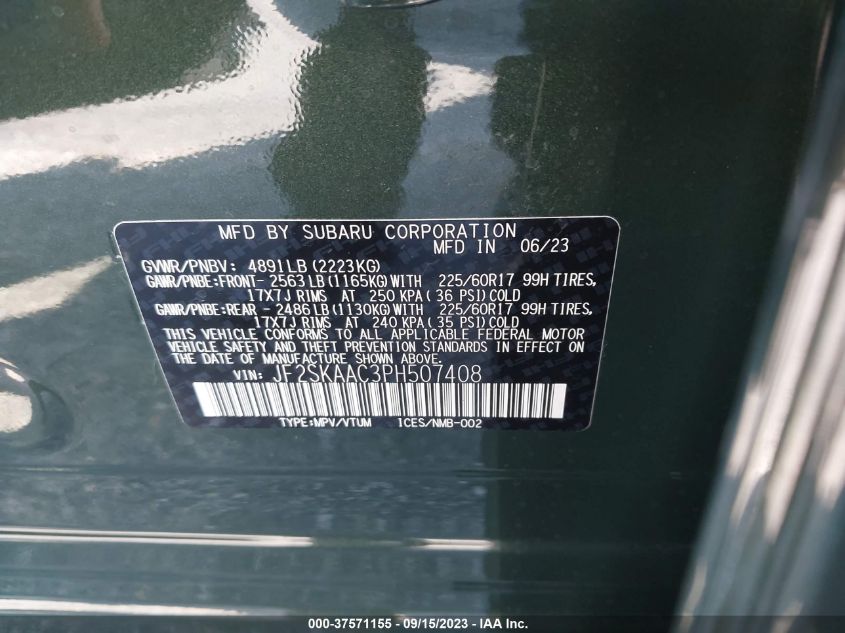 MFD BY SUBARU CORPORATION
MFD IN 06/23
GVWR/PNBV: 4891LB (2223KG)
GAWR/PNBE:FRONT- 2563 LB (1165KG) WITH 225/60R17 99H TIRES,
17X7J RIMS AT 250 KPA ( 36 PSI) COLD
GAWR/PNBE:REAR - 2486 LB (1130KG) WITH 225/60R17 99H TIRES,
17X7J RIMS AT 240 KPA ( 35 PSI) COLD
THIS VEHICLE CONFORMS TO ALL APPLICABLE FEDERAL MOTOR
VEHICLE SAFETY AND THEFT PREVENTION STANDARDS IN EFFECT ON
THE DATE OF MANUFACTURE SHOWN ABOVE.
VIN: JF2SKAAC3PH507408
TYPE:MPV/VTUM ICES/NMB-002
000-37571155 - 09/15/2023 - IAA, Inc.